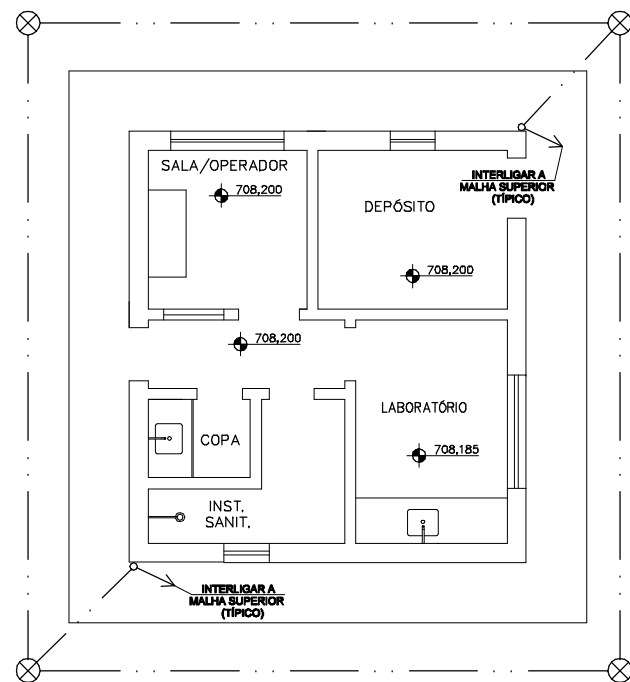 SALA/OPERADOR
708,200
DEPÓSITO
INTERLIGAR A
MALHA SUPERIOR
(TÍPICO)
708,200
708,200
LABORATÓRIO
COPA
708,185
INST.
SANIT.
INTERLIGAR A
MALHA SUPERIOR
(TÍPICO)